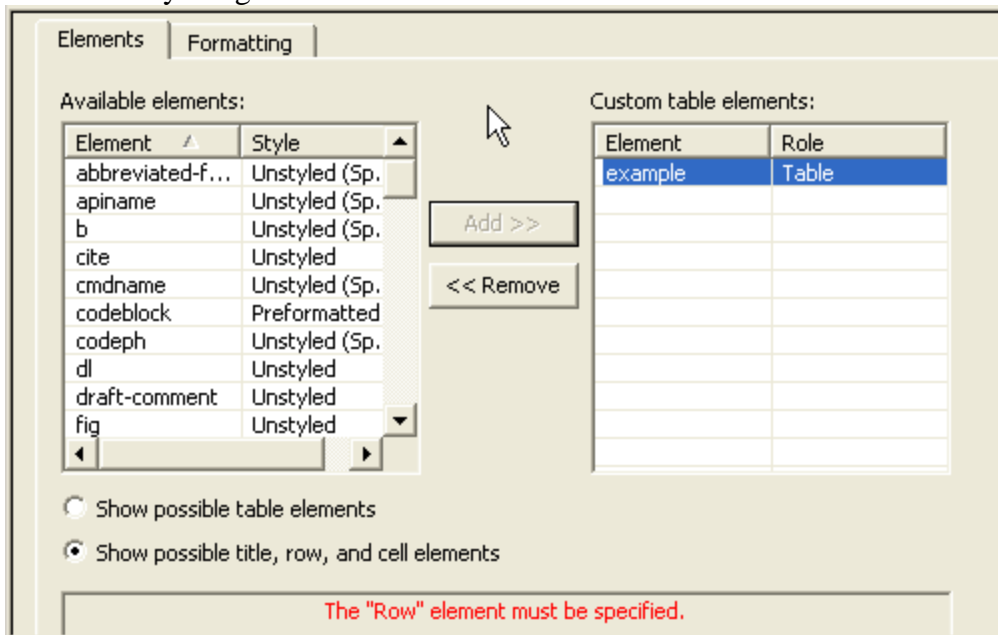 Elements Formatting
Available elements: Custom table elements:
Element Style Element Role
abbreviated-f... Unstyled (Sp. example Table
apiname Unstyled (Sp.
b Unstyled (Sp.
Add >>
cite Unstyled
cmdname Unstyled (Sp. << Remove
codeblock Preformatted
codeph Unstyled (Sp.
dl Unstyled
draft-comment Unstyled
fig Unstyled
Show possible table elements
Show possible title, row, and cell elements
The "Row" element must be specified.